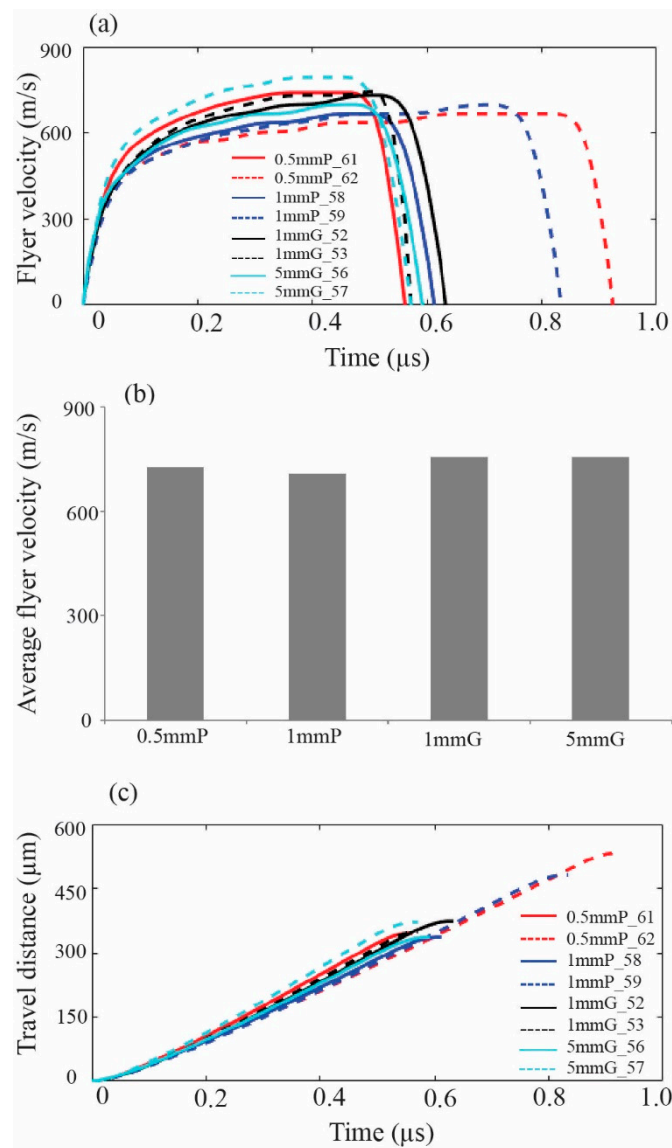 (a)
900
600
300
0
Flyer velocity (m/s)
0.5mmP_61
0.5mmP_62
1mmP_58
1mmP_59
1mmG_52
1mmG_53
5mmG_56
5mmG_57
0 0.2 0.4 0.6 0.8 1.0
Time (µs)
(b)
900
600
300
0
Average flyer velocity (m/s)
0.5mmP 1mmP 1mmG 5mmG
(c)
600
450
300
150
0
Travel distance (µm)
0.5mmP_61
0.5mmP_62
1mmP_58
1mmP_59
1mmG_52
1mmG_53
5mmG_56
5mmG_57
0 0.2 0.4 0.6 0.8 1.0
Time (µs)